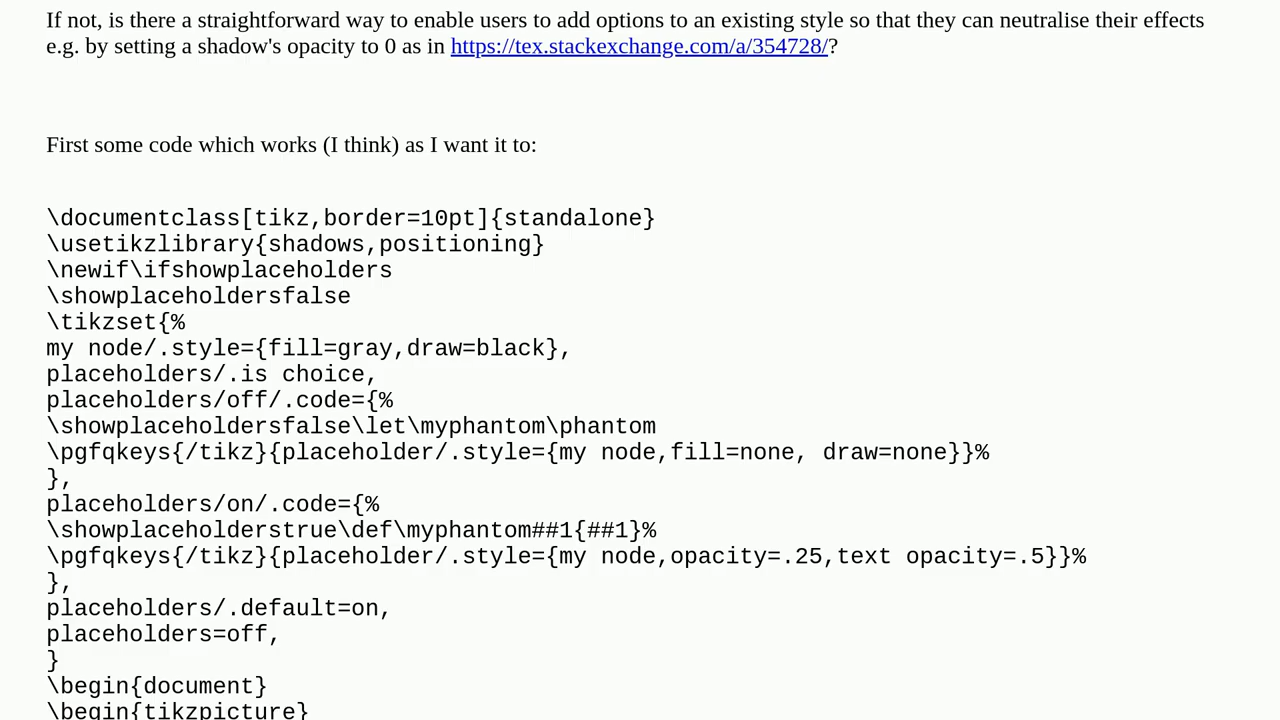 If not, is there a straightforward way to enable users to add options to an existing style so that they can neutralise their effects
e.g. by setting a shadow's opacity to 0 as in https://tex.stackexchange.com/a/354728/?
First some code which works (I think) as I want it to:
\documentclass[tikz,border=10pt]{standalone}
\usetikzlibrary{shadows,positioning}
\newif\ifshowplaceholders
\showplaceholdersfalse
\tikzset{%
my node/.style={fill=gray,draw=black},
placeholders/.is choice,
placeholders/off/.code={%
\showplaceholdersfalse\let\myphantom\phantom
\pgfqkeys{/tikz}{placeholder/.style={my node,fill=none, draw=none}}%
},
placeholders/on/.code={%
\showplaceholderstrue\def\myphantom##1{##1}%
\pgfqkeys{/tikz}{placeholder/.style={my node,opacity=.25,text opacity=.5}}%
},
placeholders/.default=on,
placeholders=off,
}
\begin{document}
\begin{tikzpicture}